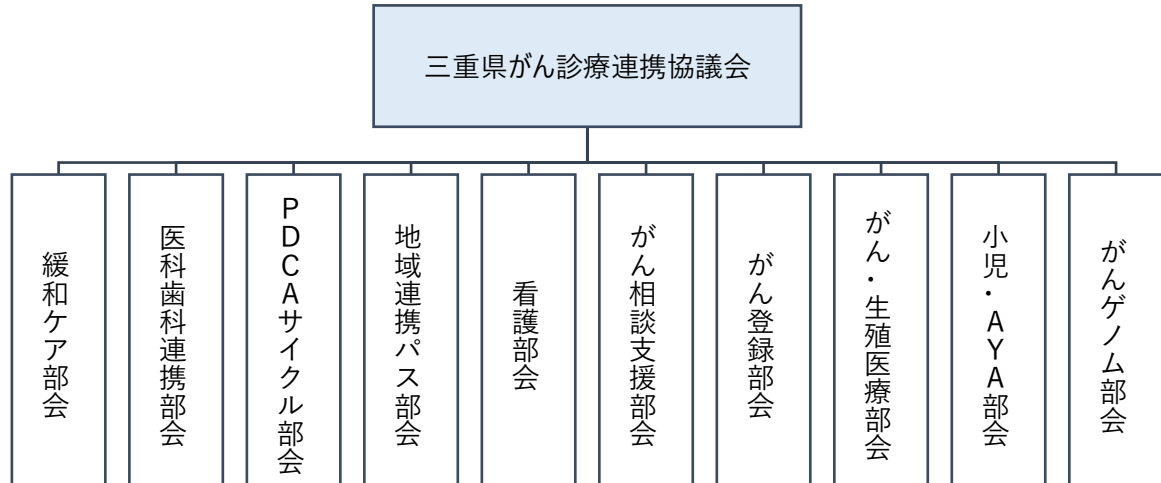 三重県がん診療連携協議会
緩和ケア部会
医科歯科連携部会
PDCAサイクル部会
地域連携パス部会
看護部会
がん相談支援部会
がん登録部会
がん・生殖医療部会
小児・AYA部会
がんゲノム部会